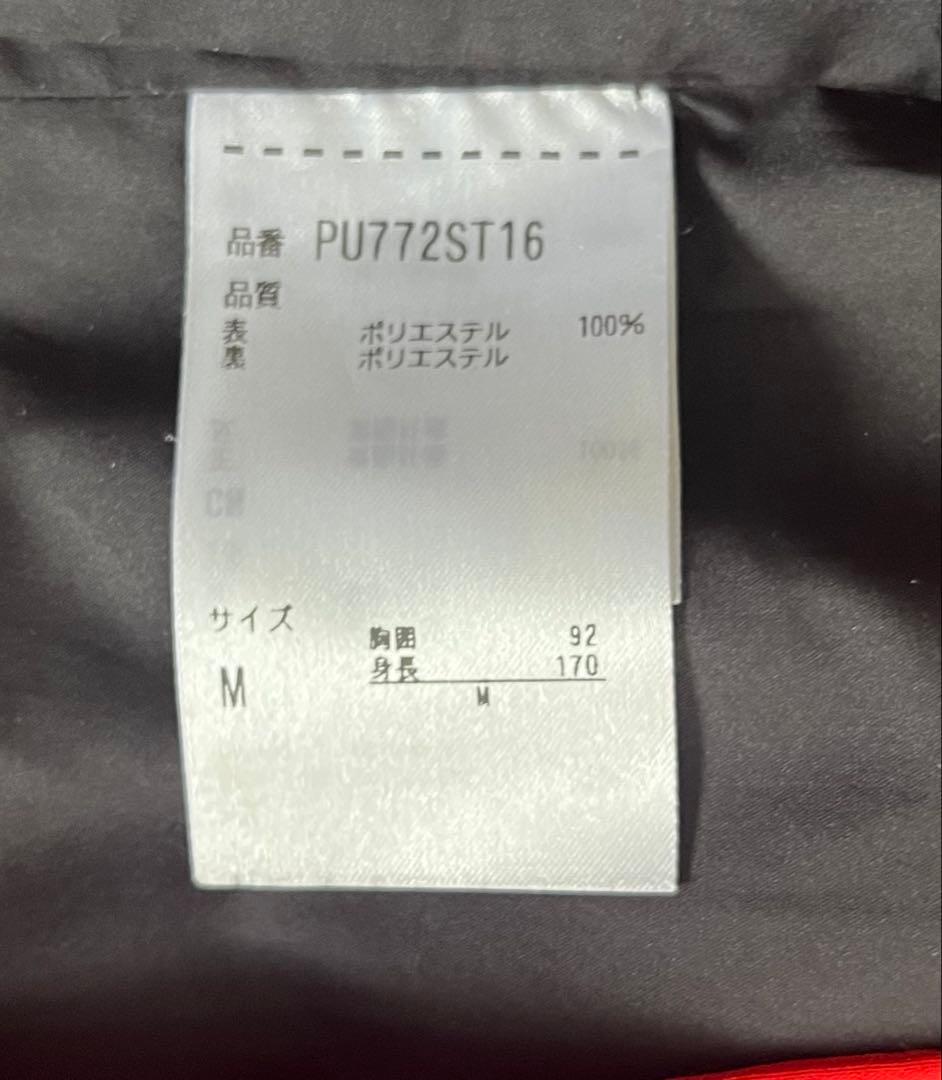 品番 PU772ST16
品質
表 ポリエステル 100%
裏 ポリエステル
サイズ
胸囲 92
身長 170
M
M